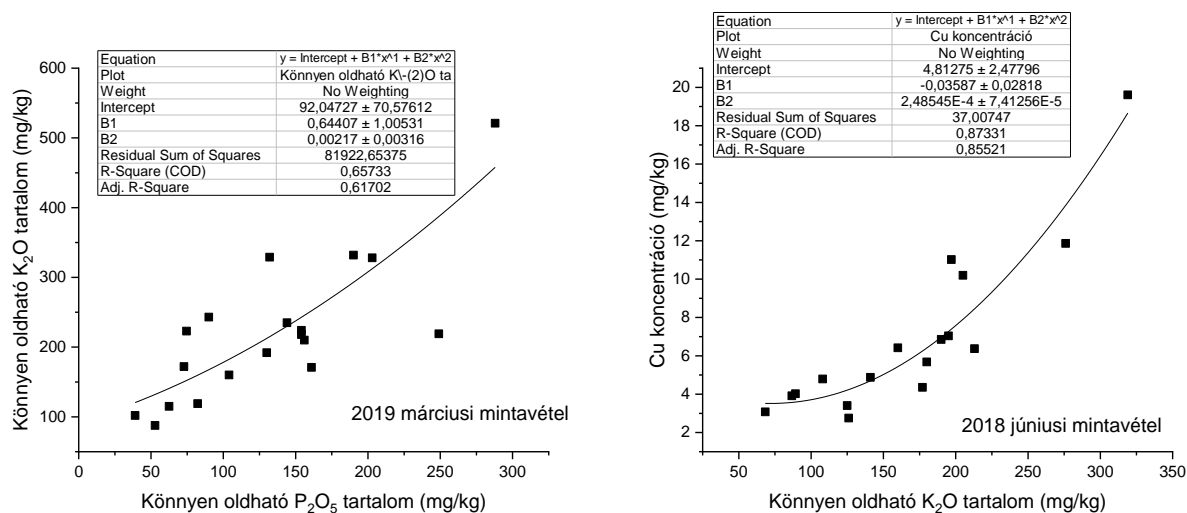 Equation y = Intercept + B1*x^1 + B2*x^2
Plot Könnyen oldható K\-(2)O ta
Weight No Weighting
Intercept 92,04727 ± 70,57612
B1 0,64407 ± 1,00531
B2 0,00217 ± 0,00316
Residual Sum of Squares 81922,65375
R-Square (COD) 0,65733
Adj. R-Square 0,61702
600
500
400
300
200
100
Könnyen oldható K₂O tartalom (mg/kg)
2019 márciusi mintavétel
50 100 150 200 250 300
Könnyen oldható P₂O₅ tartalom (mg/kg)
Equation y = Intercept + B1*x^1 + B2*x^2
Plot Cu koncentráció
Weight No Weighting
Intercept 4,81275 ± 2,47796
B1 -0,03587 ± 0,02818
B2 2,48545E-4 ± 7,41256E-5
Residual Sum of Squares 37,00747
R-Square (COD) 0,87331
Adj. R-Square 0,85521
20
18
16
14
12
10
8
6
4
2
Cu koncentráció (mg/kg)
2018 júniusi mintavétel
50 100 150 200 250 300 350
Könnyen oldható K₂O tartalom (mg/kg)